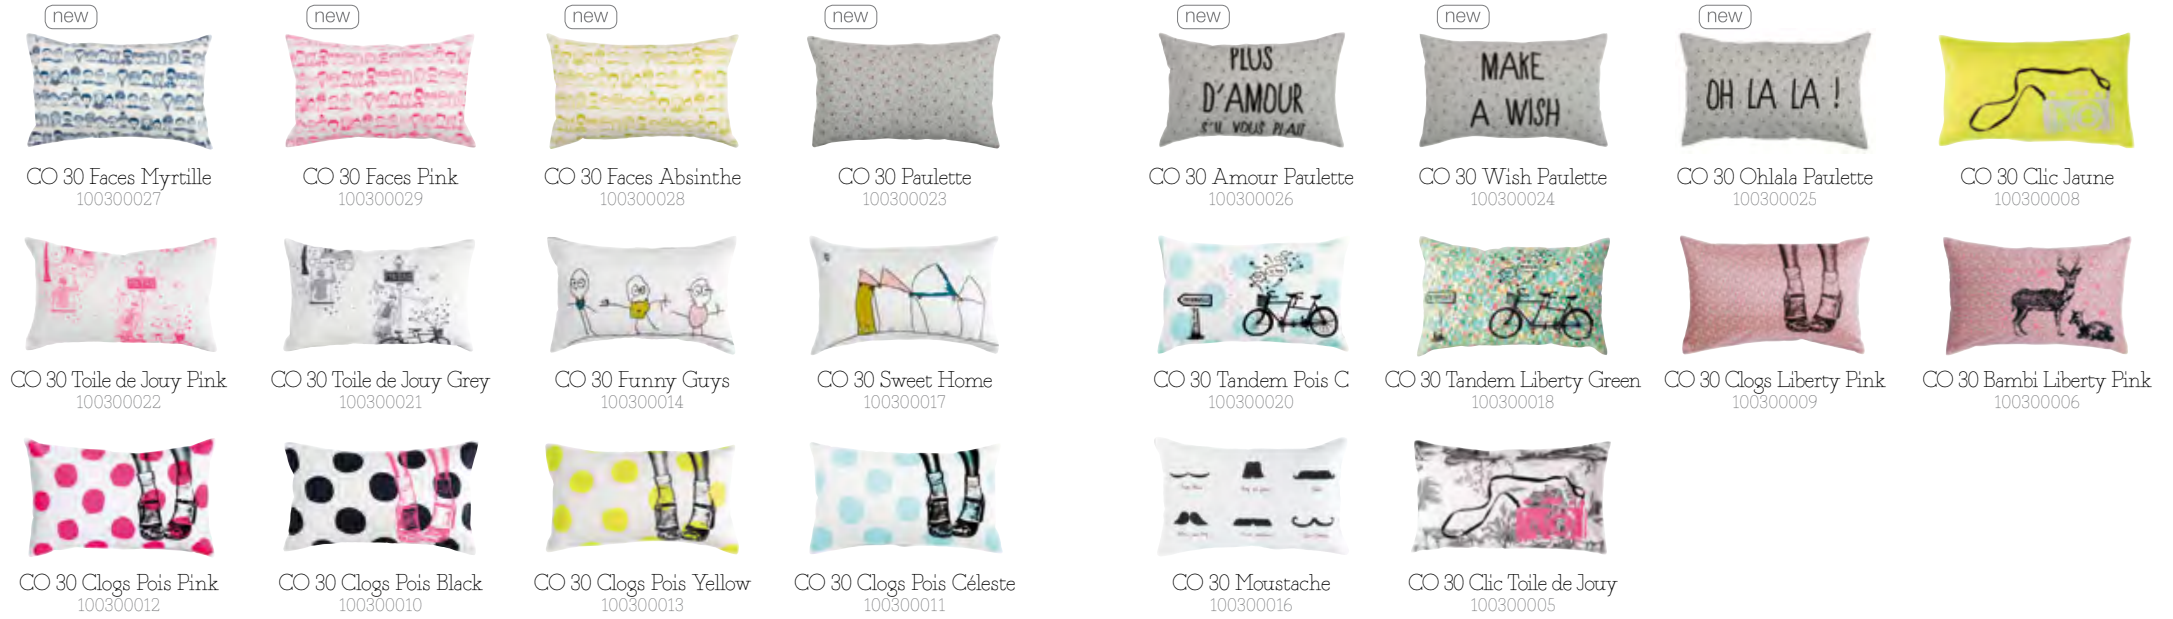 new
new
new
new
new
new
new
PLUS
D'AMOUR
S'IL VOUS PLAIT
MAKE
A WISH
OH LA LA !
CO 30 Faces Myrtille
100300027
CO 30 Faces Pink
100300029
CO 30 Faces Absinthe
100300028
CO 30 Paulette
100300023
CO 30 Amour Paulette
100300026
CO 30 Wish Paulette
100300024
CO 30 Ohlala Paulette
100300025
CO 30 Clic Jaune
100300008
CO 30 Toile de Jouy Pink
100300022
CO 30 Toile de Jouy Grey
100300021
CO 30 Funny Guys
100300014
CO 30 Sweet Home
100300017
CO 30 Tandem Pois C
100300020
CO 30 Tandem Liberty Green
100300018
CO 30 Clogs Liberty Pink
100300009
CO 30 Bambi Liberty Pink
100300006
CO 30 Clogs Pois Pink
100300012
CO 30 Clogs Pois Black
100300010
CO 30 Clogs Pois Yellow
100300013
CO 30 Clogs Pois Céleste
100300011
CO 30 Moustache
100300016
CO 30 Clic Toile de Jouy
100300005